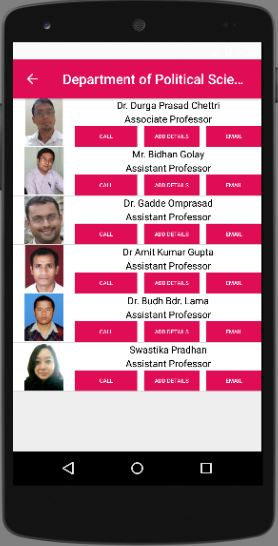 Department of Political Scie...
Dr. Durga Prasad Chettri
Associate Professor
CALL ADD DETAILS EMAIL
Mr. Bidhan Golay
Assistant Professor
CALL ADD DETAILS EMAIL
Dr. Gadde Omprasad
Assistant Professor
CALL ADD DETAILS EMAIL
Dr Amit Kumar Gupta
Assistant Professor
CALL ADD DETAILS EMAIL
Dr. Budh Bdr. Lama
Assistant Professor
CALL ADD DETAILS EMAIL
Swastika Pradhan
Assistant Professor
CALL ADD DETAILS EMAIL